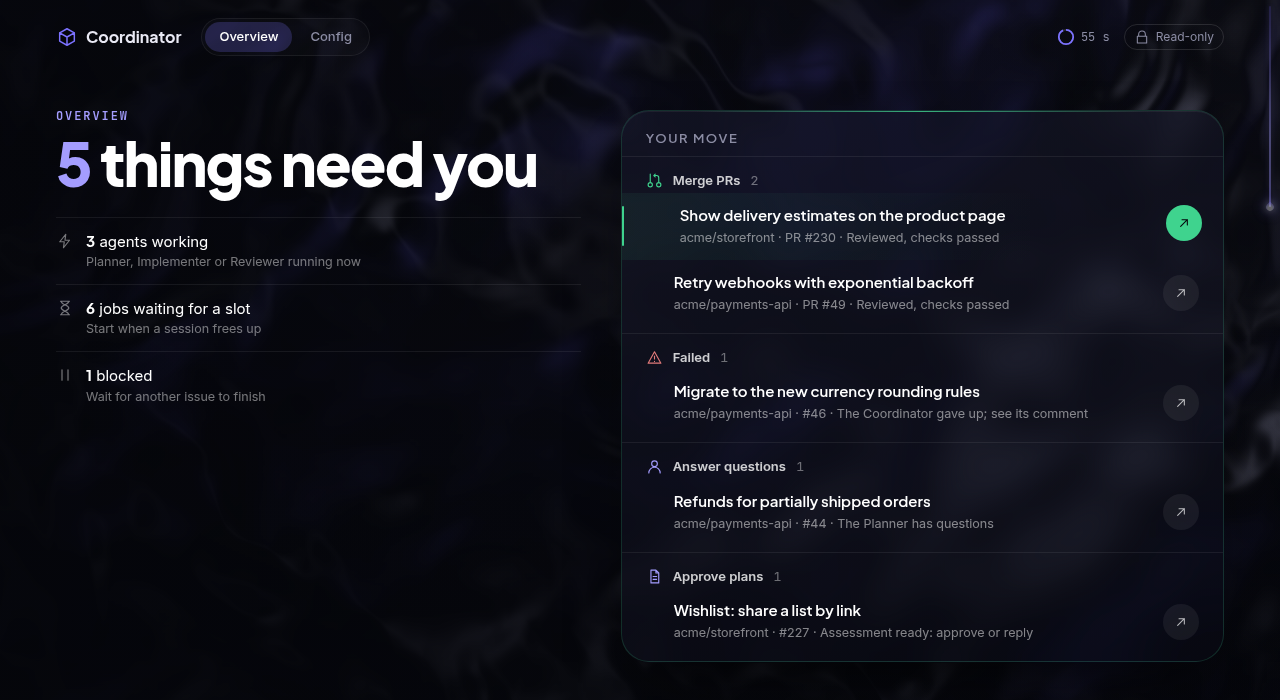 Coordinator
Overview
Config
55 s
Read-only
OVERVIEW
5 things need you
3 agents working
Planner, Implementer or Reviewer running now
6 jobs waiting for a slot
Start when a session frees up
1 blocked
Wait for another issue to finish
YOUR MOVE
Merge PRs 2
Show delivery estimates on the product page
acme/storefront · PR #230 · Reviewed, checks passed
Retry webhooks with exponential backoff
acme/payments-api · PR #49 · Reviewed, checks passed
Failed 1
Migrate to the new currency rounding rules
acme/payments-api · #46 · The Coordinator gave up; see its comment
Answer questions 1
Refunds for partially shipped orders
acme/payments-api · #44 · The Planner has questions
Approve plans 1
Wishlist: share a list by link
acme/storefront · #227 · Assessment ready: approve or reply